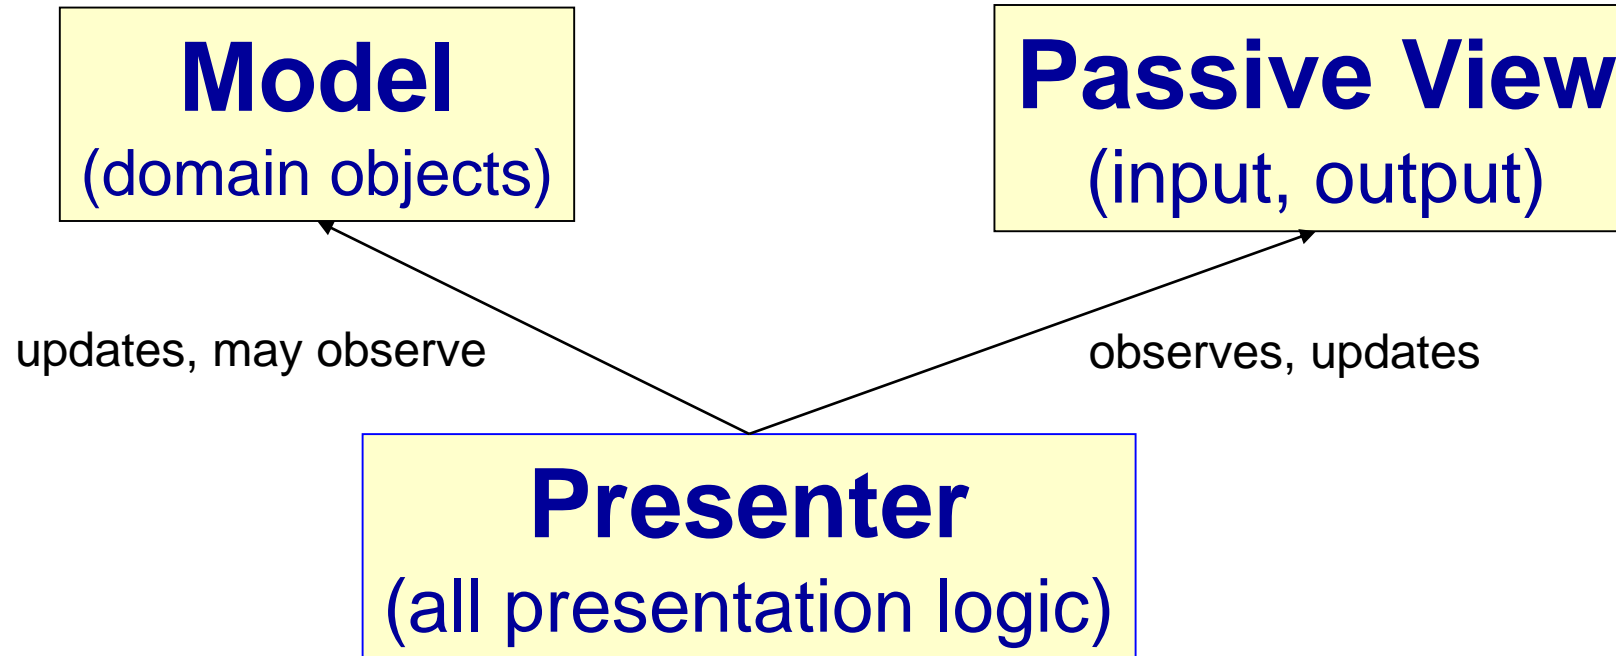 Model
(domain objects)
Passive View
(input, output)
updates, may observe
observes, updates
Presenter
(all presentation logic)